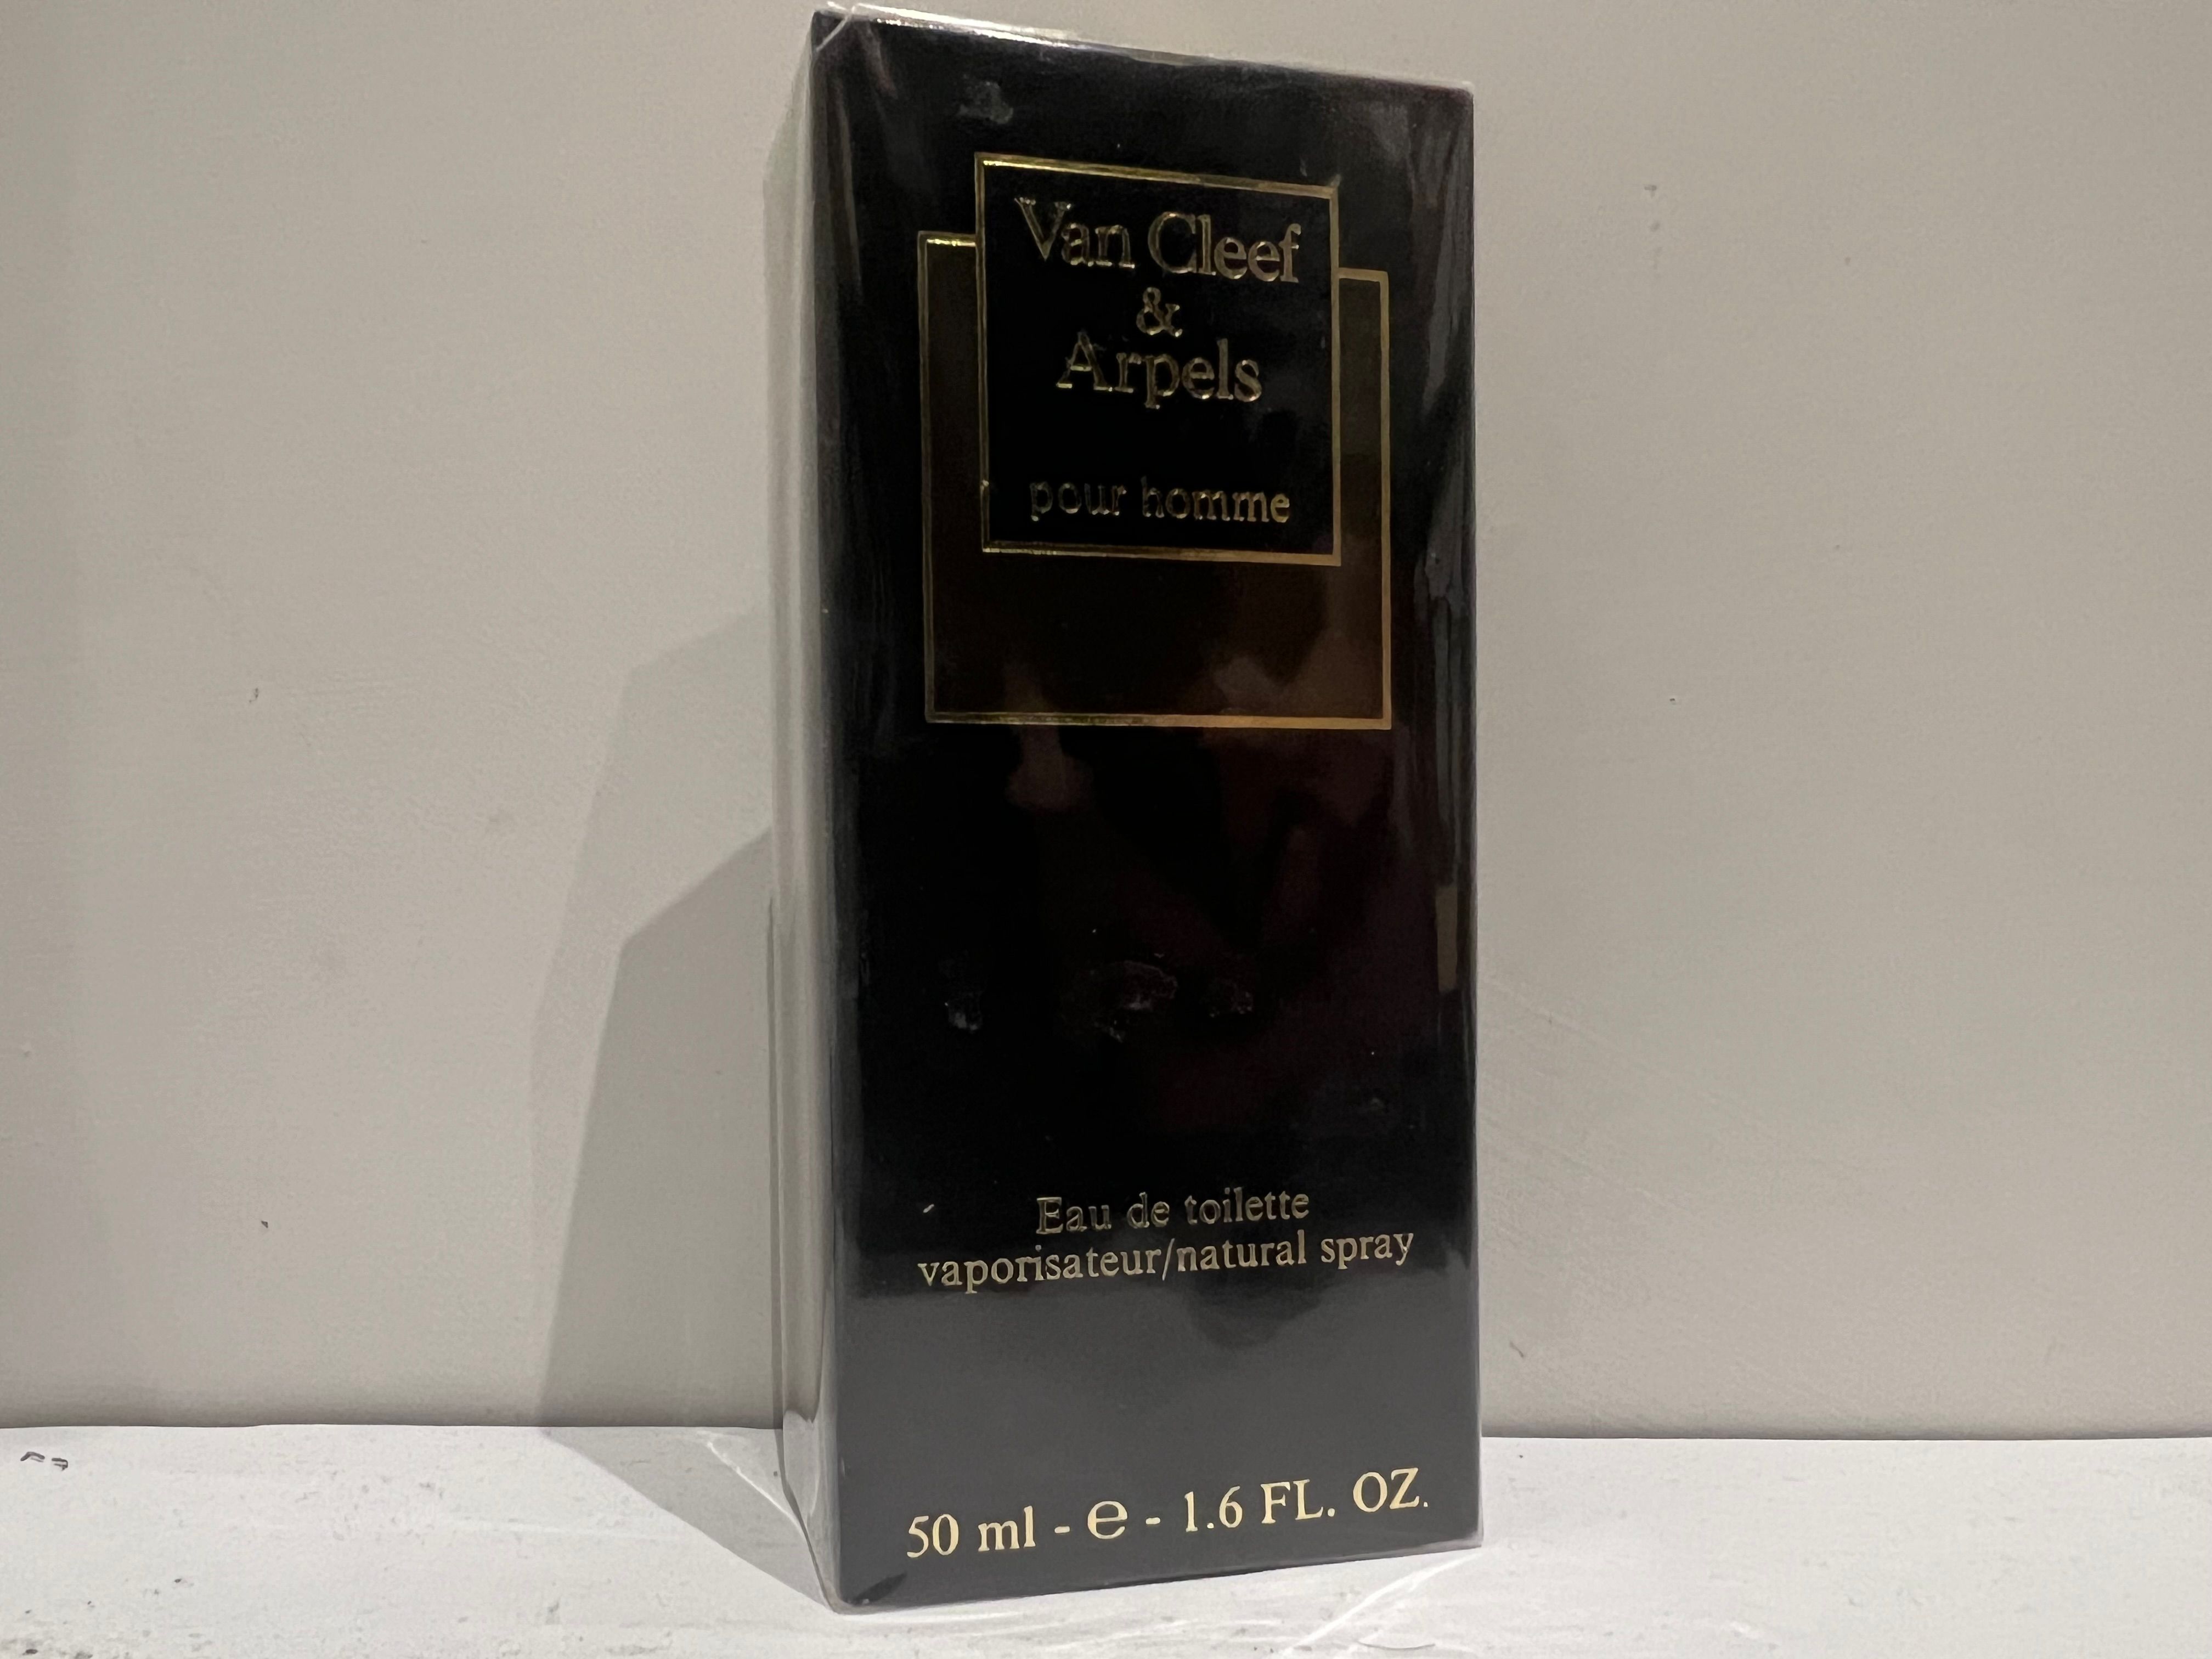 Van Cleef
&
Arpels
pour homme
Eau de toilette
vaporisateur/natural spray
50 ml - ℮ - 1.6 FL. OZ.